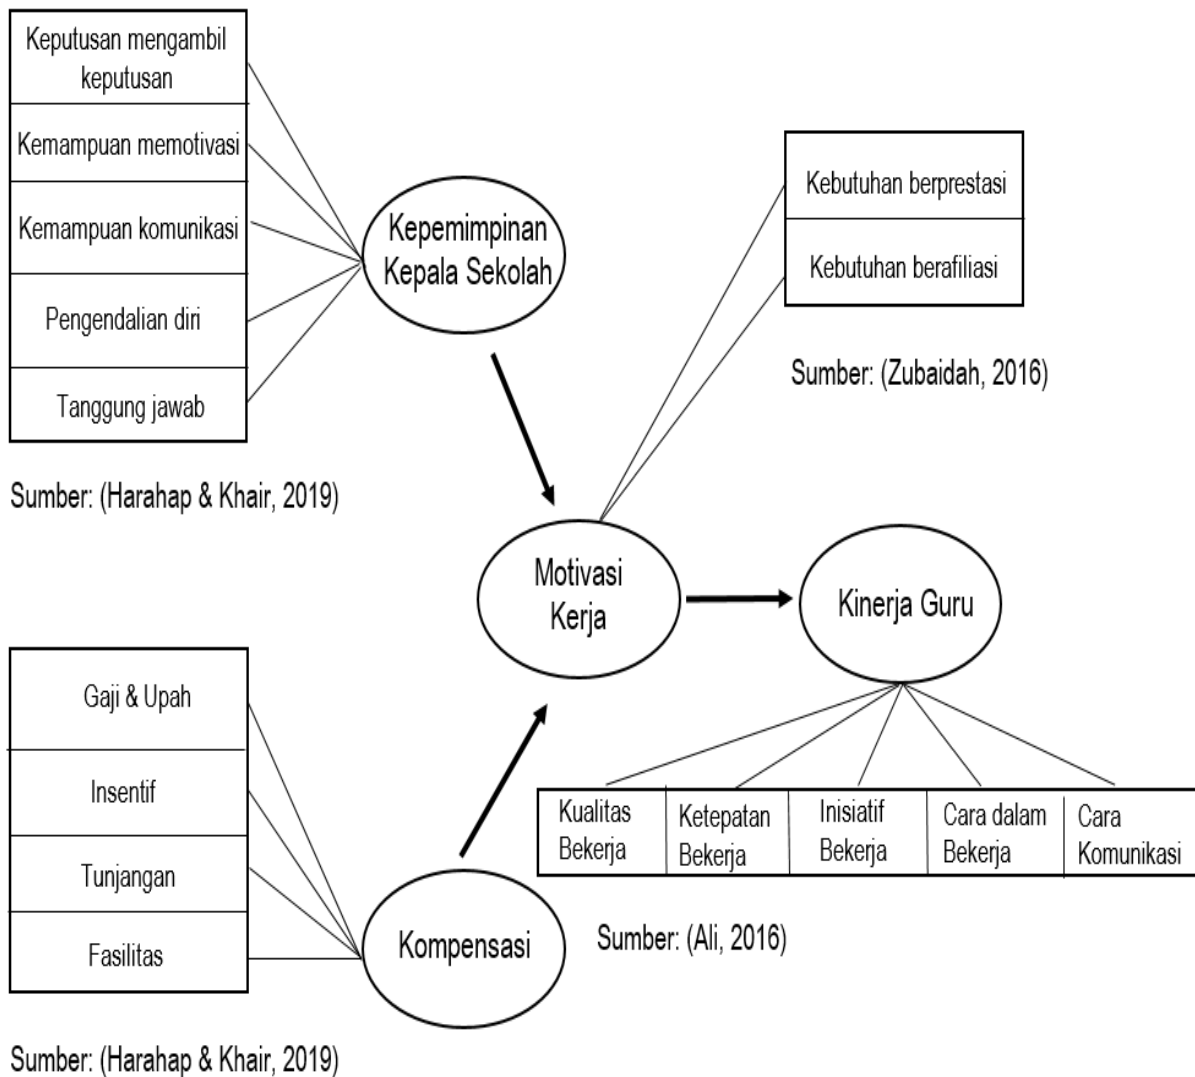 Keputusan mengambil
keputusan
Kemampuan memotivasi
Kemampuan komunikasi
Pengendalian diri
Tanggung jawab
Sumber: (Harahap & Khair, 2019)
Kepemimpinan
Kepala Sekolah
Kebutuhan berprestasi
Kebutuhan berafiliasi
Sumber: (Zubaidah, 2016)
Motivasi
Kerja
Kinerja Guru
Gaji & Upah
Insentif
Tunjangan
Fasilitas
Sumber: (Harahap & Khair, 2019)
Kompensasi
Kualitas
Bekerja
Ketepatan
Bekerja
Inisiatif
Bekerja
Cara dalam
Bekerja
Cara
Komunikasi
Sumber: (Ali, 2016)